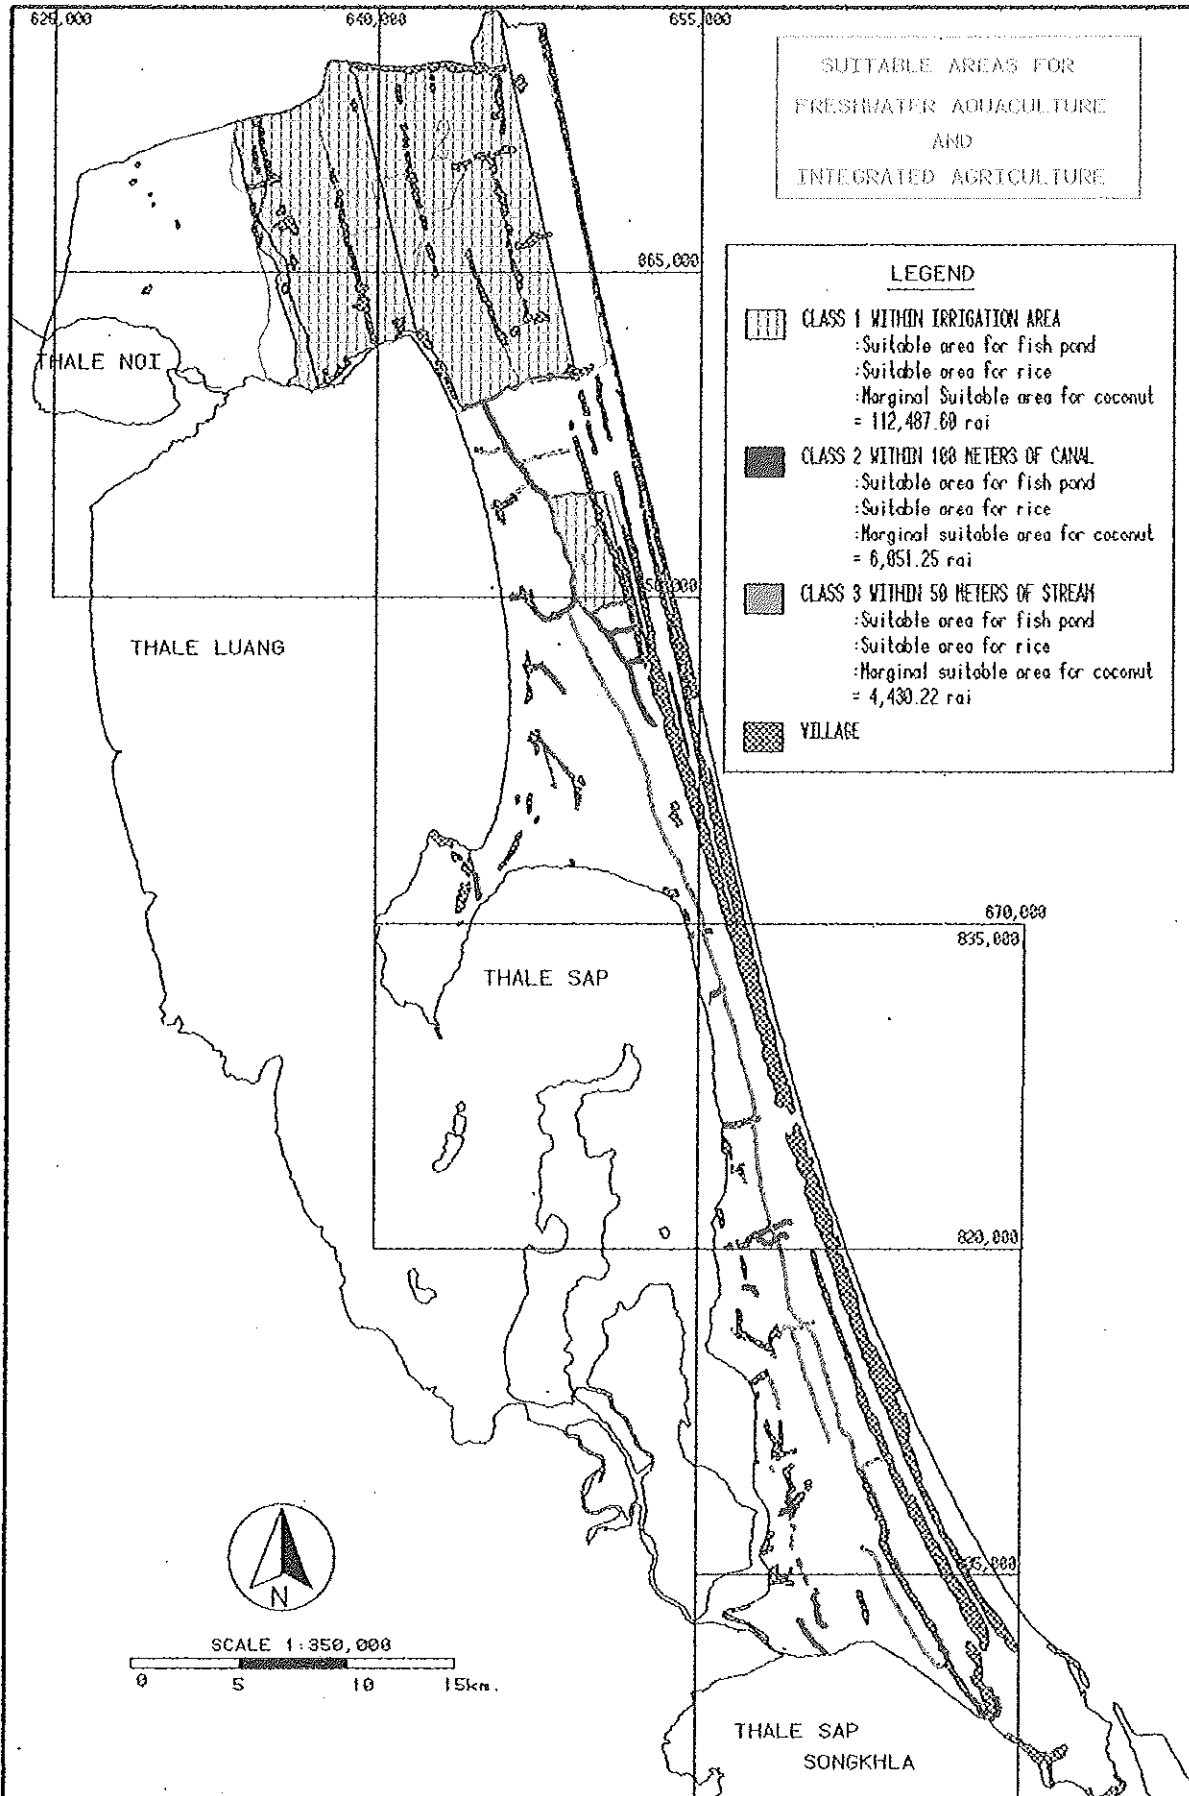 625,000
640,000
655,000
SUITABLE AREAS FOR
FRESHWATER AQUACULTURE
AND
INTEGRATED AGRICULTURE
865,000
LEGEND
CLASS 1 WITHIN IRRIGATION AREA
:Suitable area for fish pond
:Suitable area for rice
:Marginal Suitable area for coconut
= 112,487.60 rai
CLASS 2 WITHIN 100 METERS OF CANAL
:Suitable area for fish pond
:Suitable area for rice
:Marginal suitable area for coconut
= 6,051.25 rai
CLASS 3 WITHIN 50 METERS OF STREAM
:Suitable area for fish pond
:Suitable area for rice
:Marginal suitable area for coconut
= 4,430.22 rai
VILLAGE
THALE NOI
THALE LUANG
670,000
835,000
THALE SAP
820,000
N
SCALE 1:350,000
0 5 10 15km.
THALE SAP
SONGKHLA